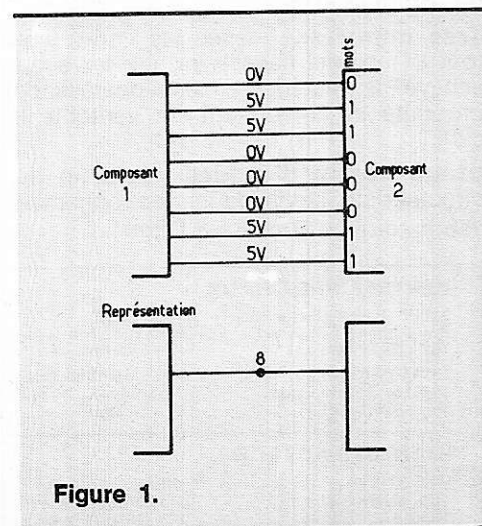 mots
0V 0
5V 1
5V 1
0V 0
Composant 1
0V 0
Composant 2
0V 0
5V 1
5V 1
Représentation
8
Figure 1.